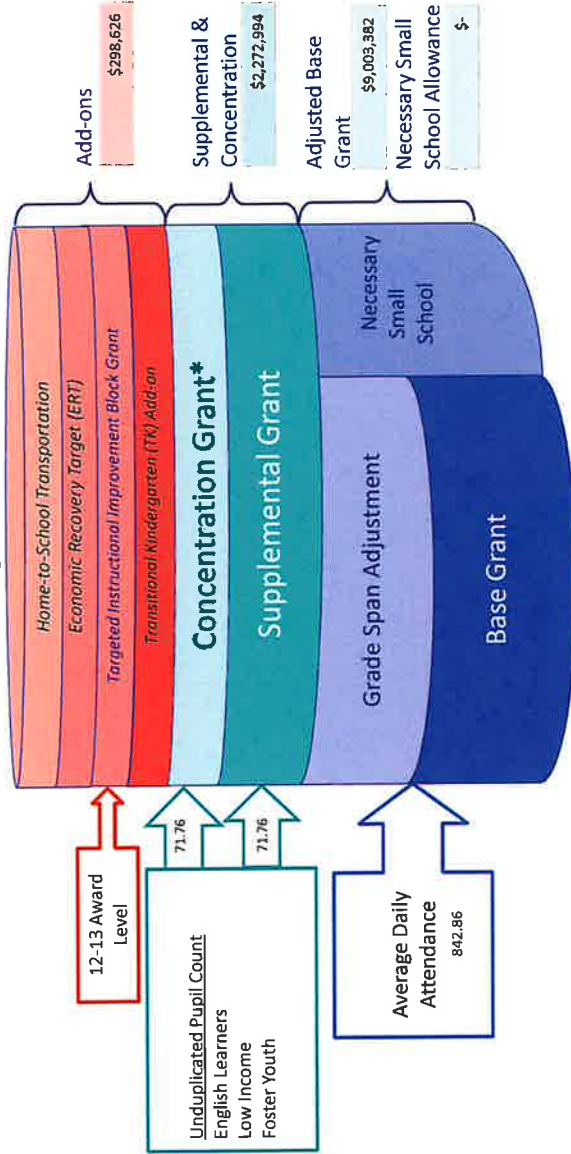 Home-to-School Transportation
Economic Recovery Target (ERT)
Targeted Instructional Improvement Block Grant
Transitional Kindergarten (TK) Add-on
Concentration Grant*
Supplemental Grant
Grade Span Adjustment
Base Grant
Necessary
Small
School
12-13 Award
Level
71.76
71.76
Unduplicated Pupil Count
English Learners
Low Income
Foster Youth
Average Daily
Attendance
842.86
Add-ons
$298,626
Supplemental &
Concentration
$2,272,994
Adjusted Base
Grant
$9,003,382
Necessary Small
School Allowance
$-